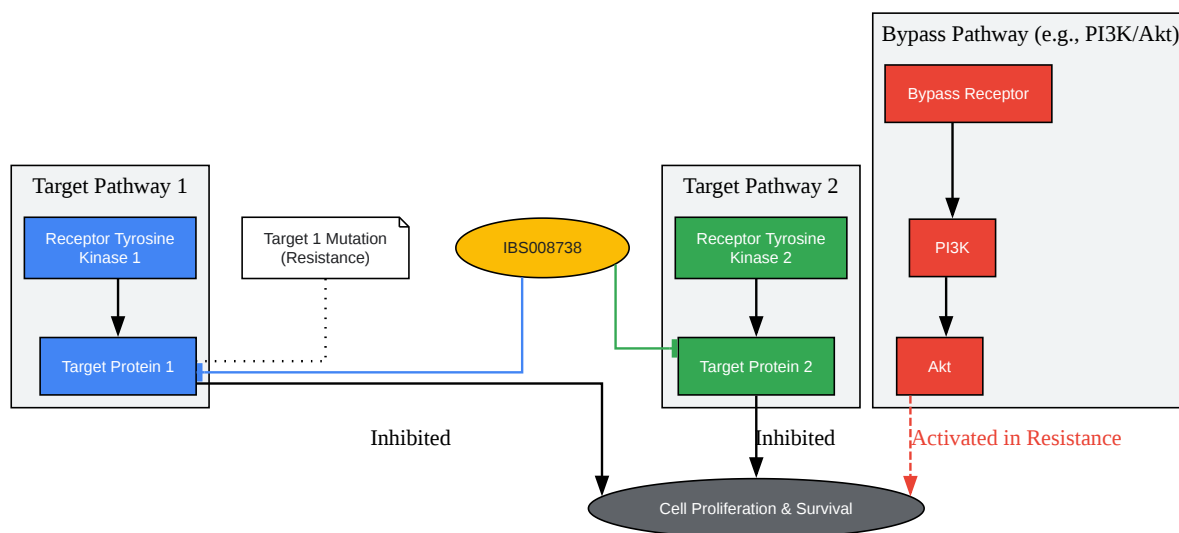 Bypass Pathway (e.g., PI3K/Akt)
Bypass Receptor
PI3K
Akt
Activated in Resistance
Target Pathway 1
Receptor Tyrosine
Kinase 1
Target Protein 1
Target 1 Mutation
(Resistance)
IBS008738
Target Pathway 2
Receptor Tyrosine
Kinase 2
Target Protein 2
Inhibited
Inhibited
Cell Proliferation & Survival